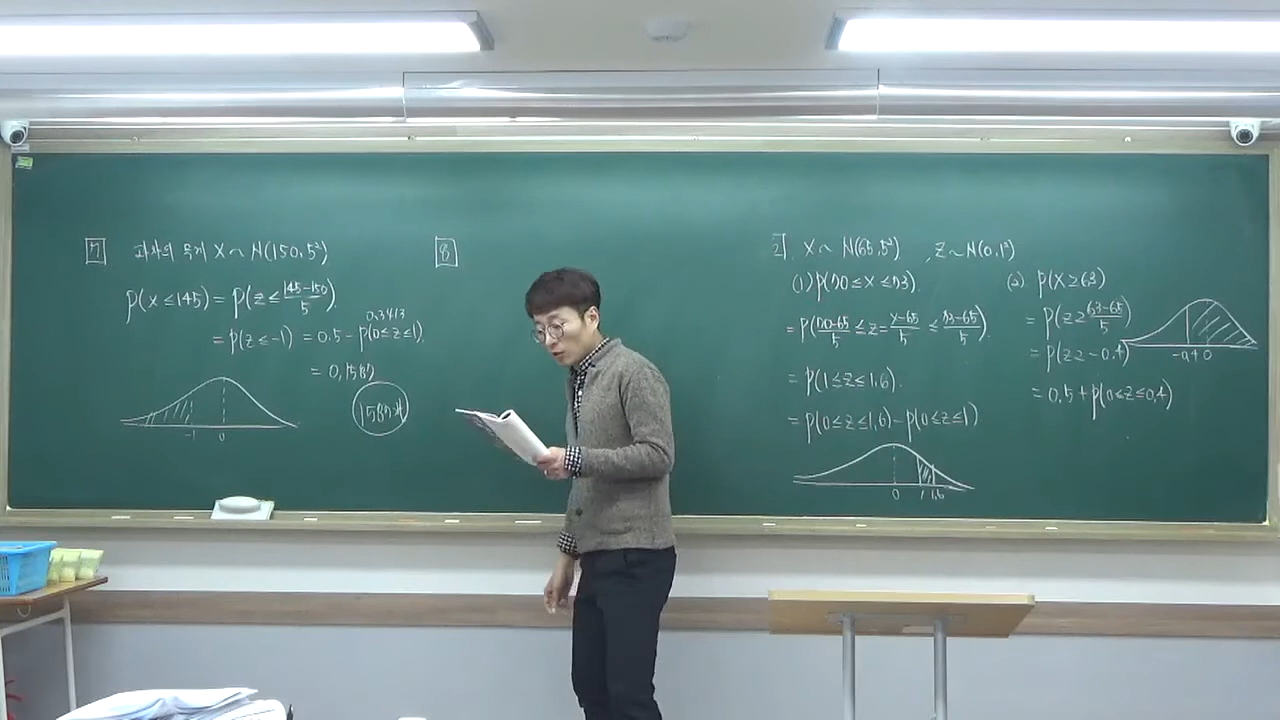 7 과자의 무게 X ~ N(150, 5²)
P(X ≤ 145) = P(Z ≤ (145-150)/5)
= P(Z ≤ -1) = 0.5 - P(0 ≤ Z ≤ 1)
0.3413
= 0.1587
1587개
-1 0
8
2 X ~ N(65, 5²), Z ~ N(0, 1²)
(1) P(70 ≤ X ≤ 73)
= P((70-65)/5 ≤ Z = (X-65)/5 ≤ (73-65)/5)
= P(1 ≤ Z ≤ 1.6)
= P(0 ≤ Z ≤ 1.6) - P(0 ≤ Z ≤ 1)
0 1 1.6
(2) P(X ≥ 63)
= P(Z ≥ (63-65)/5)
= P(Z ≥ -0.4)
= 0.5 + P(0 ≤ Z ≤ 0.4)
-0.4 0